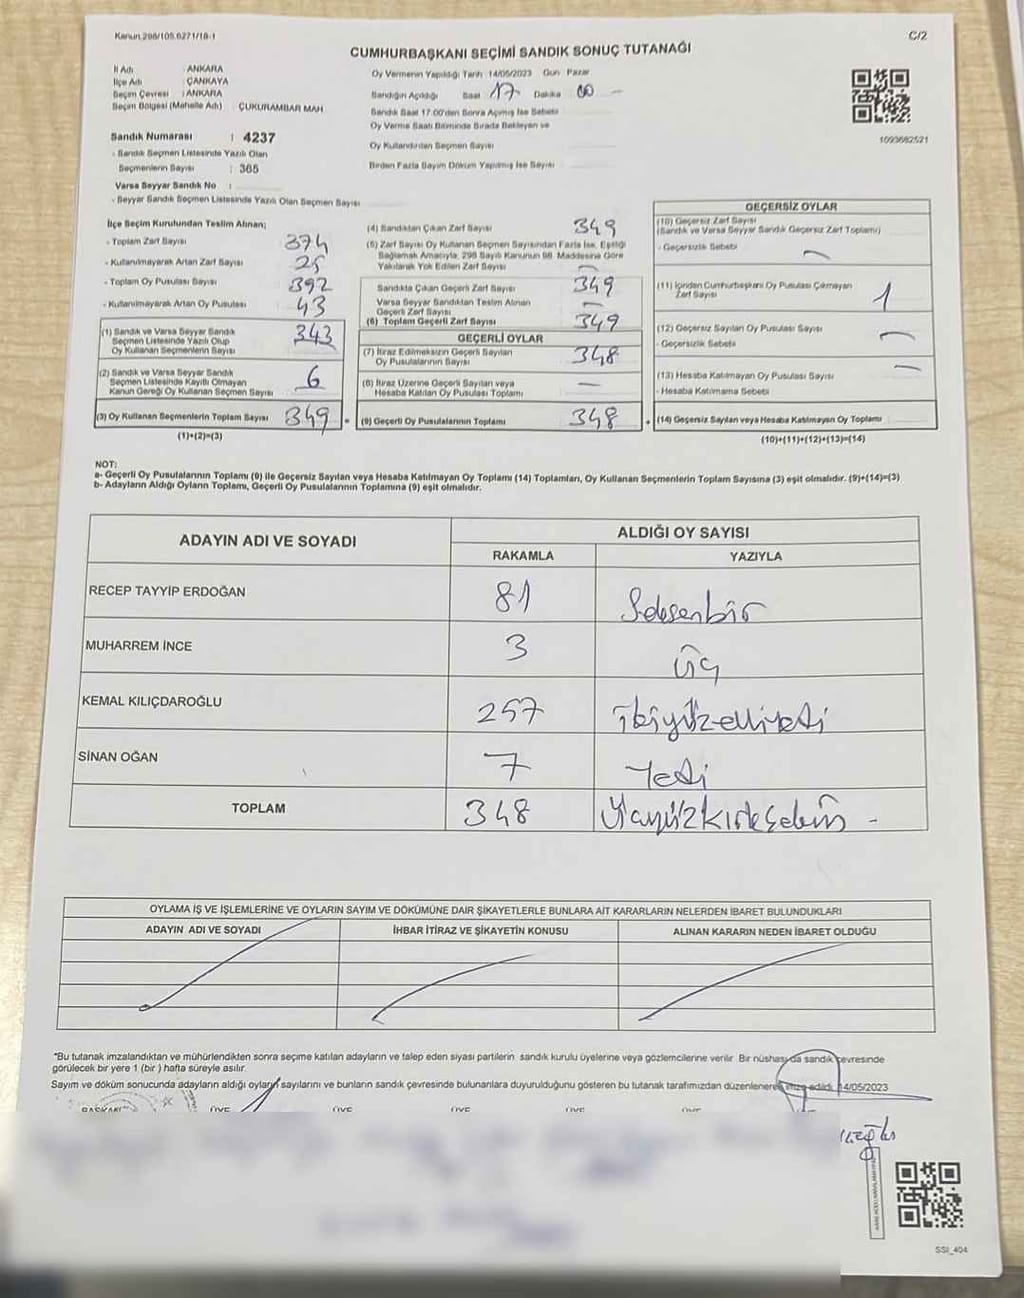 Kanun.298/105.6271/18-1
C/2
CUMHURBAŞKANI SEÇİMİ SANDIK SONUÇ TUTANAĞI
İl Adı : ANKARA
İlçe Adı : ÇANKAYA
Seçim Çevresi : ANKARA
Seçim Bölgesi (Mahalle Adı) : ÇUKURAMBAR MAH.
Sandık Numarası : 4237
- Sandık Seçmen Listesinde Yazılı Olan
Seçmenlerin Sayısı : 365
Varsa Seyyar Sandık No :
- Seyyar Sandık Seçmen Listesinde Yazılı Olan Seçmen Sayısı
Oy Vermenin Yapıldığı Tarih 14/05/2023 Gün Pazar
Sandığın Açıldığı Saat 17 Dakika 00
Sandık Saat 17:00'den Sonra Açılmış İse Sebebi
Oy Verme Saati Bitiminde Sırada Bekleyen ve
Oy Kullandırılan Seçmen Sayısı
Birden Fazla Sayım Döküm Yapılmış İse Sayısı
1093682521
İlçe Seçim Kurulundan Teslim Alınan;
- Toplam Zarf Sayısı 374
- Kullanılmayarak Artan Zarf Sayısı 25
- Toplam Oy Pusulası Sayısı 392
- Kullanılmayarak Artan Oy Pusulası 43
(1) Sandık ve Varsa Seyyar Sandık
Seçmen Listesinde Yazılı Olup
Oy Kullanan Seçmenlerin Sayısı 343
(2) Sandık ve Varsa Seyyar Sandık
Seçmen Listesinde Kayıtlı Olmayan
Kanun Gereği Oy Kullanan Seçmen Sayısı 6
(3) Oy Kullanan Seçmenlerin Toplam Sayısı 349 =
(1)+(2)=(3)
(4) Sandıktan Çıkan Zarf Sayısı 349
(5) Zarf Sayısı Oy Kullanan Seçmen Sayısından Fazla İse, Eşitliği
Sağlamak Amacıyla, 298 Sayılı Kanunun 98. Maddesine Göre
Yakılarak Yok Edilen Zarf Sayısı —
Sandıkta Çıkan Geçerli Zarf Sayısı 349
Varsa Seyyar Sandıktan Teslim Alınan
Geçerli Zarf Sayısı —
(6) Toplam Geçerli Zarf Sayısı 349
GEÇERLİ OYLAR
(7) İtiraz Edilmeksizin Geçerli Sayılan
Oy Pusulalarının Sayısı 348
(8) İtiraz Üzerine Geçerli Sayılan veya
Hesaba Katılan Oy Pusulası Toplamı —
(9) Geçerli Oy Pusulalarının Toplamı 348 +
GEÇERSİZ OYLAR
(10) Geçersiz Zarf Sayısı
(Sandık ve Varsa Seyyar Sandık Geçersiz Zarf Toplamı)
- Geçersizlik Sebebi —
(11) İçinden Cumhurbaşkanı Oy Pusulası Çıkmayan
Zarf Sayısı 1
(12) Geçersiz Sayılan Oy Pusulası Sayısı
- Geçersizlik Sebebi —
(13) Hesaba Katılmayan Oy Pusulası Sayısı —
- Hesaba Katılmama Sebebi
(14) Geçersiz Sayılan veya Hesaba Katılmayan Oy Toplamı
(10)+(11)+(12)+(13)=(14)
NOT:
a- Geçerli Oy Pusulalarının Toplamı (9) ile Geçersiz Sayılan veya Hesaba Katılmayan Oy Toplamı (14) Toplamları, Oy Kullanan Seçmenlerin Toplam Sayısına (3) eşit olmalıdır. (9)+(14)=(3)
b- Adayların Aldığı Oyların Toplamı, Geçerli Oy Pusulalarının Toplamına (9) eşit olmalıdır.
ADAYIN ADI VE SOYADI
ALDIĞI OY SAYISI
RAKAMLA YAZIYLA
RECEP TAYYİP ERDOĞAN 81 Seksenbir
MUHARREM İNCE 3 üç
KEMAL KILIÇDAROĞLU 257 ikiyüzelliyedi
SİNAN OĞAN 7 Yedi
TOPLAM 348 Üçyüzkırksekiz
OYLAMA İŞ VE İŞLEMLERİNE VE OYLARIN SAYIM VE DÖKÜMÜNE DAİR ŞİKAYETLERLE BUNLARA AİT KARARLARIN NELERDEN İBARET BULUNDUKLARI
ADAYIN ADI VE SOYADI İHBAR İTİRAZ VE ŞİKAYETİN KONUSU ALINAN KARARIN NEDEN İBARET OLDUĞU
*Bu tutanak imzalandıktan ve mühürlendikten sonra seçime katılan adayların ve talep eden siyasi partilerin, sandık kurulu üyelerine veya gözlemcilerine verilir. Bir nüshası da sandık çevresinde
görülecek bir yere 1 (bir ) hafta süreyle asılır.
Sayım ve döküm sonucunda adayların aldığı oyların sayılarını ve bunların sandık çevresinde bulunanlara duyurulduğunu gösteren bu tutanak tarafımızdan düzenlenerek imza edildi. 14/05/2023
BAŞKAN ÜYE ÜYE ÜYE ÜYE ÜYE
SSI_404